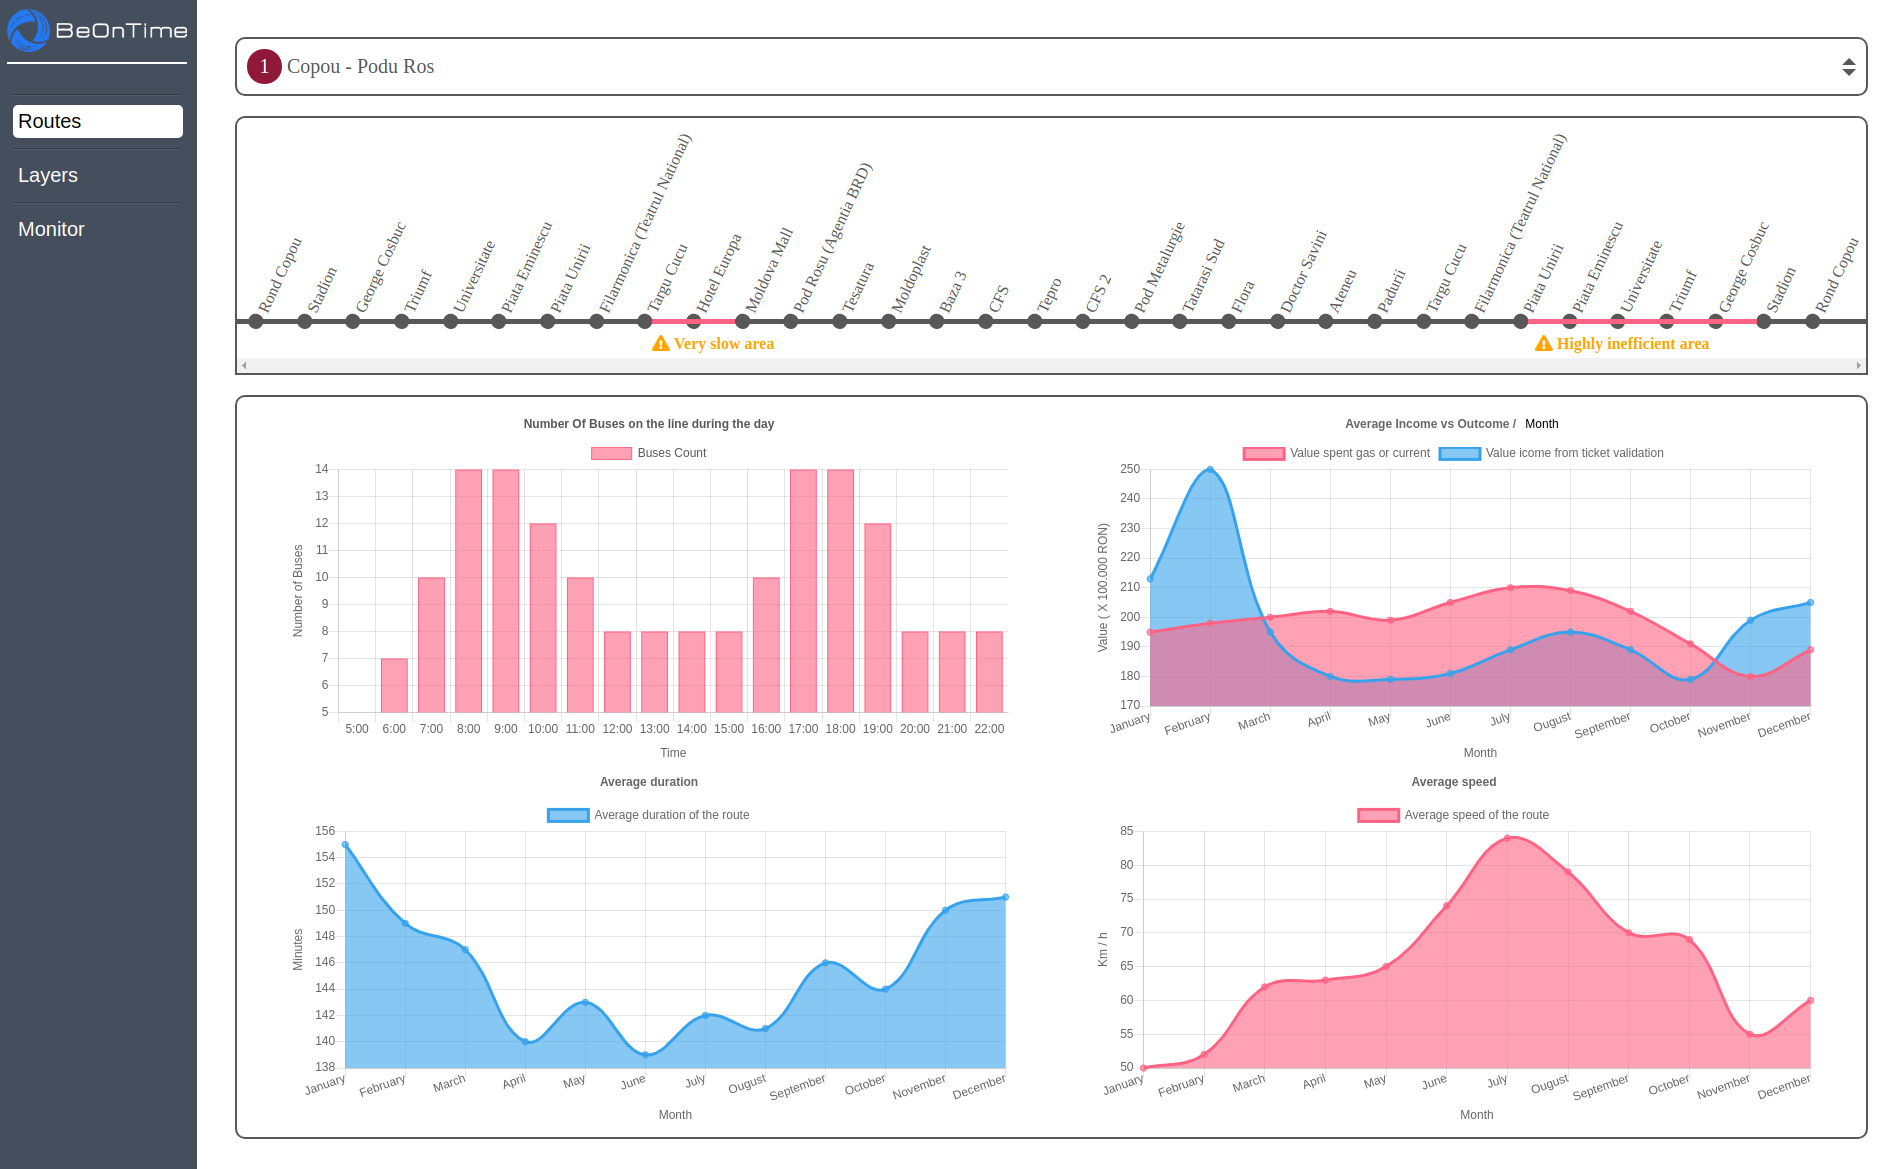 BeOnTime
Routes
Layers
Monitor
1 Copou - Podu Ros
Rond Copou
Stadion
George Cosbuc
Triumf
Universitate
Piata Eminescu
Piata Unirii
Filarmonica (Teatrul National)
Targu Cucu
Hotel Europa
Moldova Mall
Pod Rosu (Agentia BRD)
Tesatura
Moldoplast
Baza 3
CFS
Tepro
CFS 2
Pod Metalurgie
Tatarasi Sud
Flora
Doctor Savini
Ateneu
Padurii
Targu Cucu
Filarmonica (Teatrul National)
Piata Unirii
Piata Eminescu
Universitate
Triumf
George Cosbuc
Stadion
Rond Copou
Very slow area
Highly inefficient area
Number Of Buses on the line during the day
Buses Count
Number of Buses
14
13
12
11
10
9
8
7
6
5
5:00 6:00 7:00 8:00 9:00 10:00 11:00 12:00 13:00 14:00 15:00 16:00 17:00 18:00 19:00 20:00 21:00 22:00
Time
Average Income vs Outcome / Month
Value spent gas or current Value icome from ticket validation
Value ( X 100.000 RON)
250
240
230
220
210
200
190
180
170
January February March April May June July Ougust September October November December
Month
Average duration
Average duration of the route
Minutes
156
154
152
150
148
146
144
142
140
138
January February March April May June July Ougust September October November December
Month
Average speed
Average speed of the route
Km / h
85
80
75
70
65
60
55
50
January February March April May June July Ougust September October November December
Month